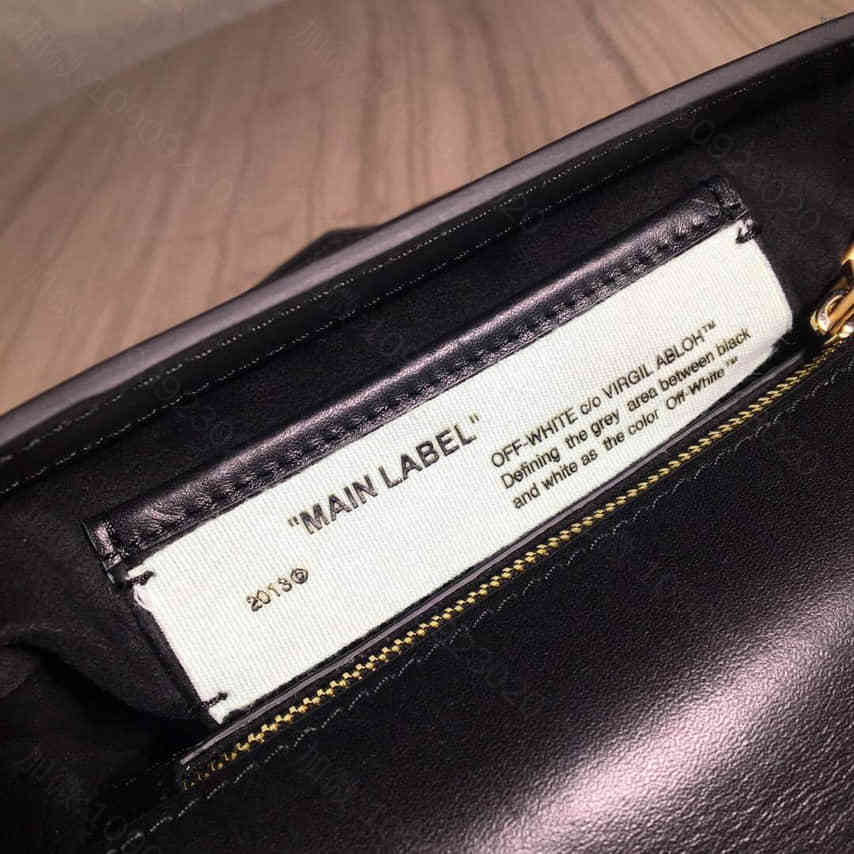 "MAIN LABEL"
2013©
OFF-WHITE c/o VIRGIL ABLOH™
Defining the grey area between black
and white as the color Off-White™